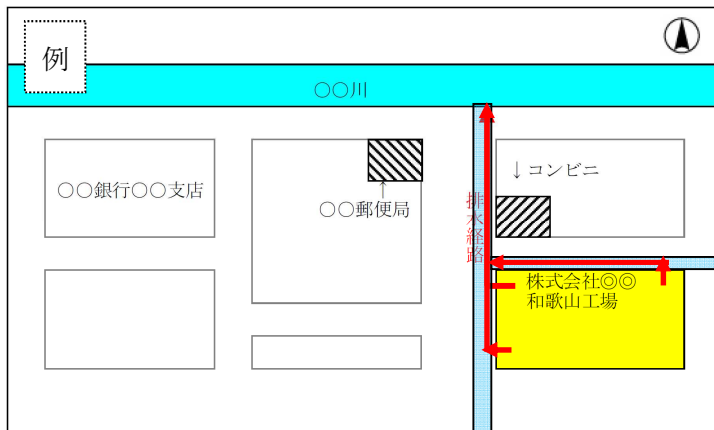 例
○○川
○○銀行○○支店
↑
○○郵便局
↓コンビニ
排水経路
株式会社◎◎
和歌山工場